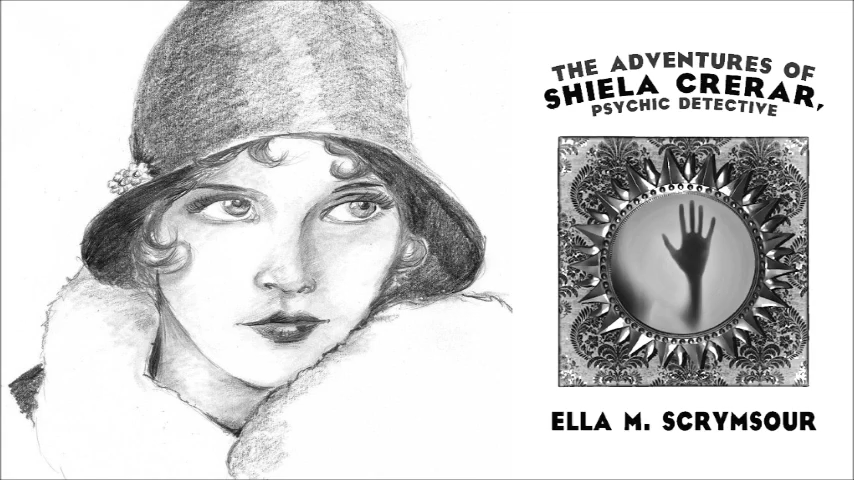 THE ADVENTURES OF
SHIELA CRERAR,
PSYCHIC DETECTIVE
ELLA M. SCRYMSOUR